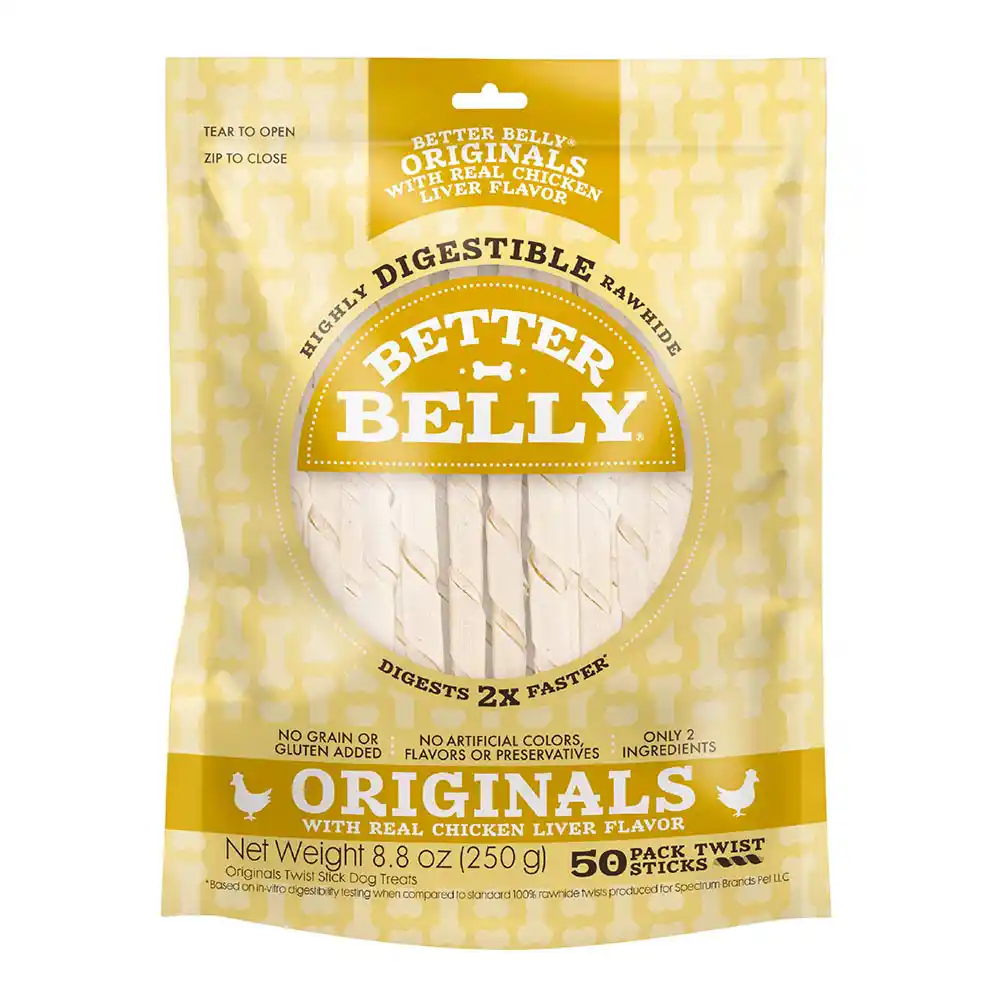 TEAR TO OPEN
ZIP TO CLOSE
BETTER BELLY®
ORIGINALS
WITH REAL CHICKEN
LIVER FLAVOR
HIGHLY DIGESTIBLE RAWHIDE
BETTER
BELLY®
DIGESTS 2X FASTER*
NO GRAIN OR
GLUTEN ADDED
NO ARTIFICIAL COLORS,
FLAVORS OR PRESERVATIVES
ONLY 2
INGREDIENTS
ORIGINALS
WITH REAL CHICKEN LIVER FLAVOR
Net Weight 8.8 oz (250 g)
50 PACK TWIST
STICKS
Originals Twist Stick Dog Treats
*Based on in-vitro digestibility testing when compared to standard 100% rawhide twists produced for Spectrum Brands Pet LLC